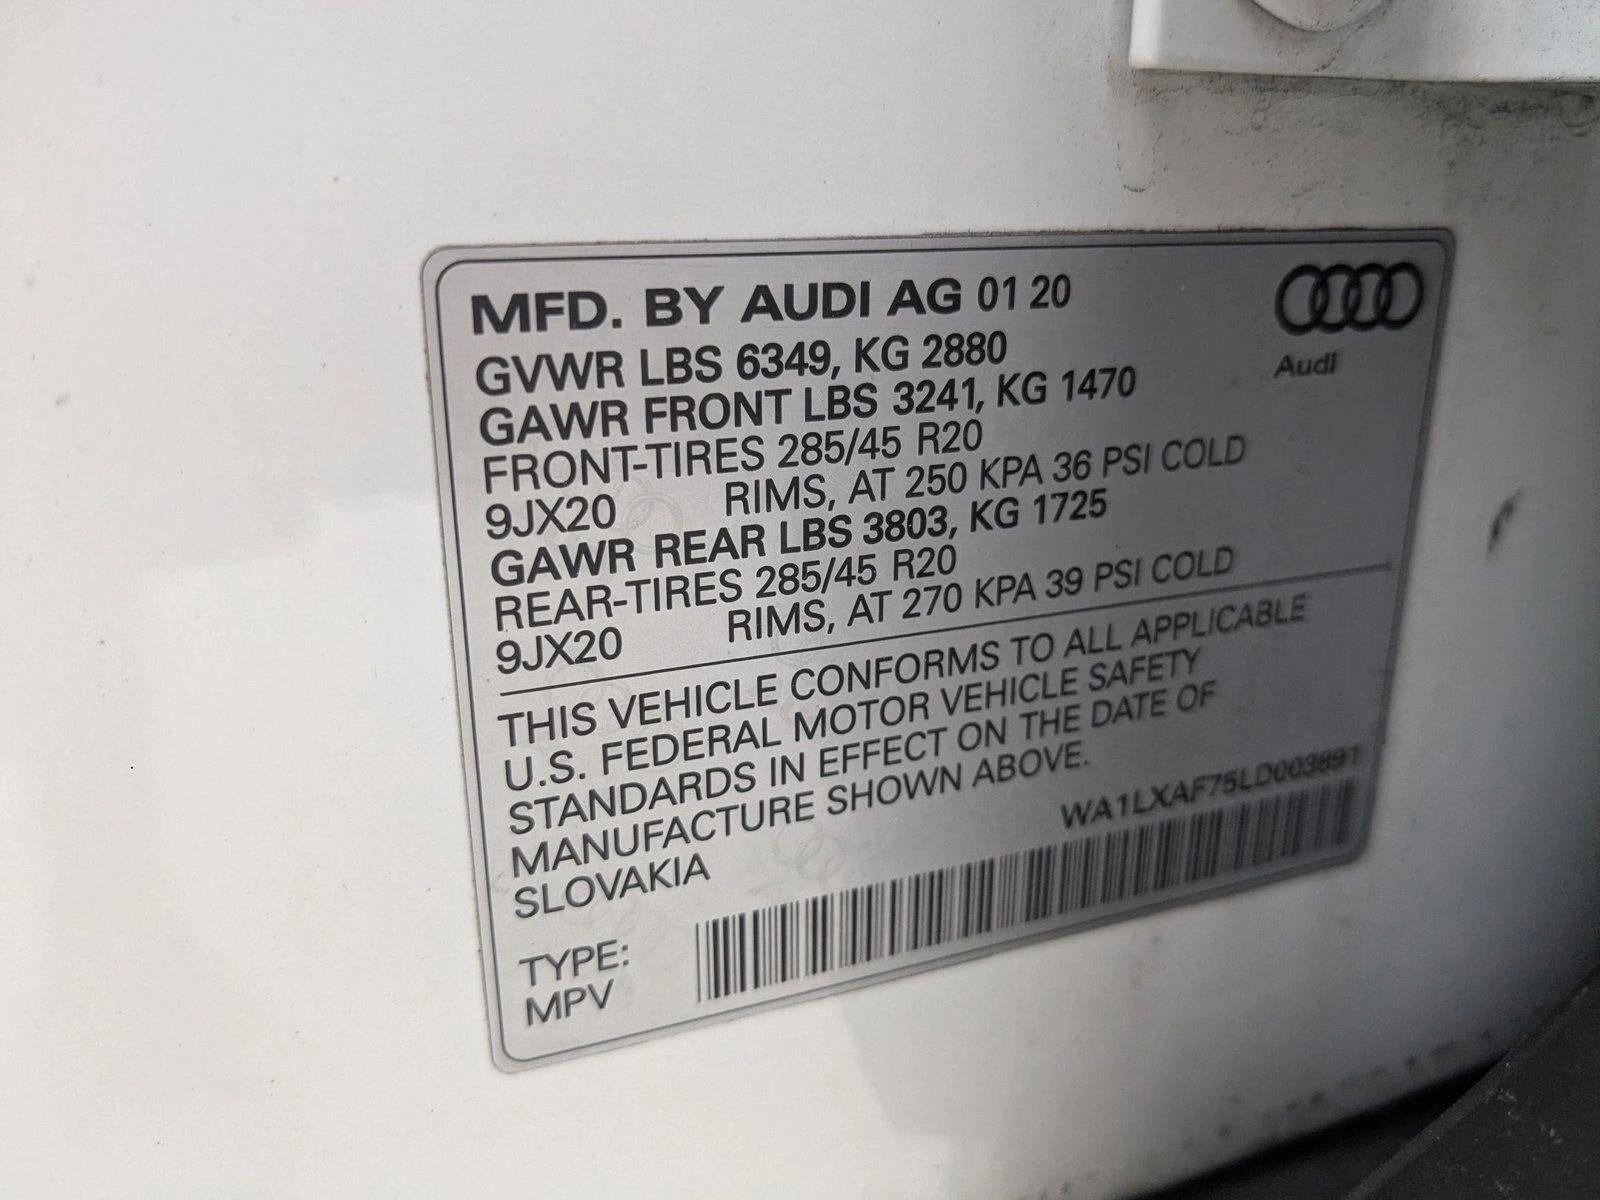 MFD. BY AUDI AG 01 20
GVWR LBS 6349, KG 2880
GAWR FRONT LBS 3241, KG 1470
FRONT-TIRES 285/45 R20
9JX20 RIMS, AT 250 KPA 36 PSI COLD
GAWR REAR LBS 3803, KG 1725
REAR-TIRES 285/45 R20
9JX20 RIMS, AT 270 KPA 39 PSI COLD
Audi
THIS VEHICLE CONFORMS TO ALL APPLICABLE
U.S. FEDERAL MOTOR VEHICLE SAFETY
STANDARDS IN EFFECT ON THE DATE OF
MANUFACTURE SHOWN ABOVE.
SLOVAKIA
WA1LXAF75LD003891
TYPE:
MPV